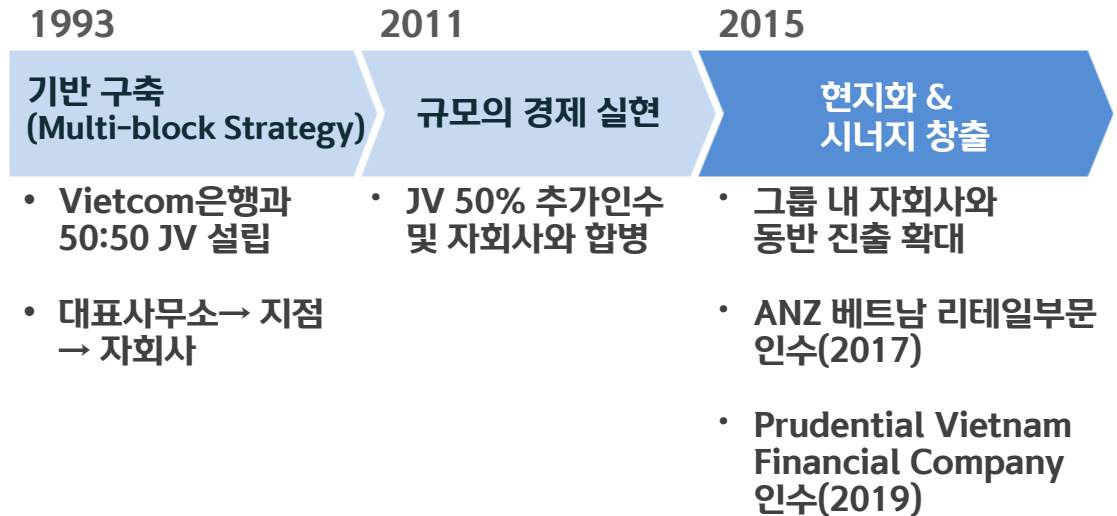 1993
2011
2015
기반 구축
(Multi-block Strategy)
규모의 경제 실현
현지화 &
시너지 창출
• Vietcom은행과
50:50 JV 설립
• 대표사무소→ 지점
→ 자회사
• JV 50% 추가인수
및 자회사와 합병
• 그룹 내 자회사와
동반 진출 확대
• ANZ 베트남 리테일부문
인수(2017)
• Prudential Vietnam
Financial Company
인수(2019)